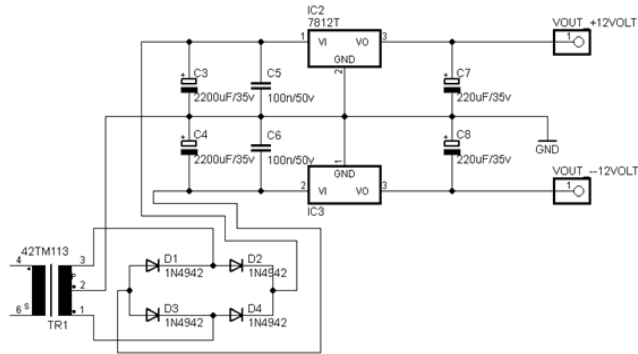 IC2
7812T
VOUT_+12VOLT
1 VI VO 3
1
GND
2
C3
C5
C7
2200uF/35v
100n/50v
220uF/35v
C4
C6
C8
2200uF/35v
100n/50v
220uF/35v
GND
1
GND
VOUT_--12VOLT
2 VI VO 3
1
IC3
42TM113
4
3
D1
D2
1N4942
1N4942
P
2
S
D3
D4
6
1
1N4942
1N4942
TR1